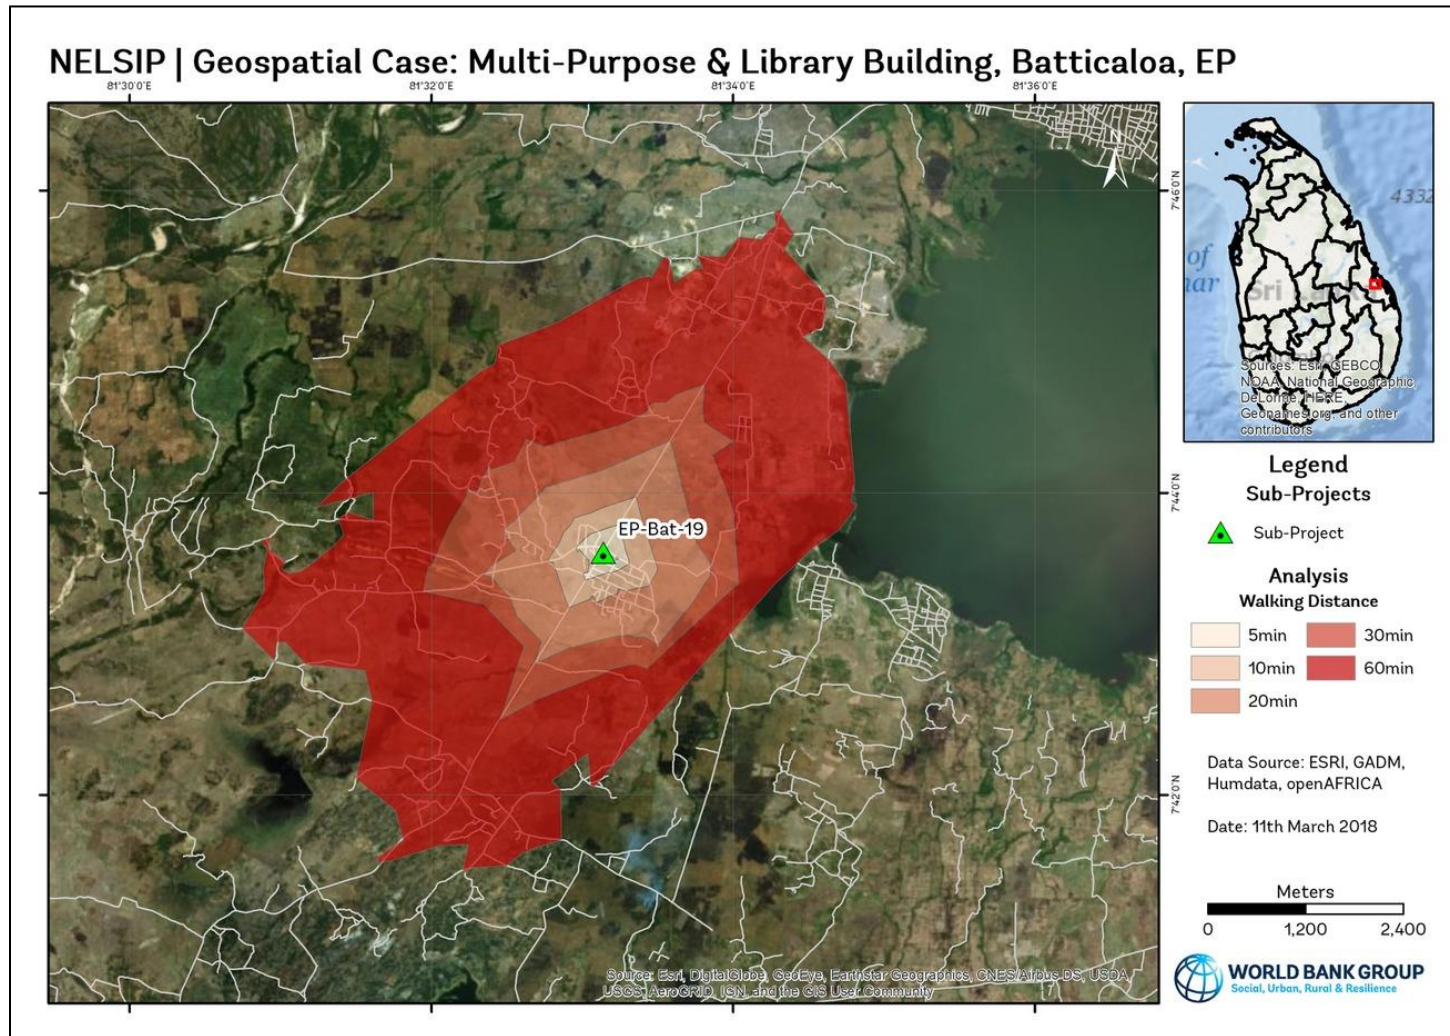 NELSIP | Geospatial Case: Multi-Purpose & Library Building, Batticaloa, EP
81°30'0"E
81°32'0"E
81°34'0"E
81°36'0"E
7°46'0"N
7°44'0"N
7°42'0"N
N
EP-Bat-19
Source: Esri, DigitalGlobe, GeoEye, Earthstar Geographics, CNES/Airbus DS, USDA,
USGS, AeroGRID, IGN, and the GIS User Community
4332
of
nar
Sri
Sources: Esri, GEBCO,
NOAA, National Geographic,
DeLorme, HERE,
Geonames.org, and other
contributors
Legend
Sub-Projects
Sub-Project
Analysis
Walking Distance
5min
30min
10min
60min
20min
Data Source: ESRI, GADM,
Humdata, openAFRICA
Date: 11th March 2018
Meters
0 1,200 2,400
WORLD BANK GROUP
Social, Urban, Rural & Resilience